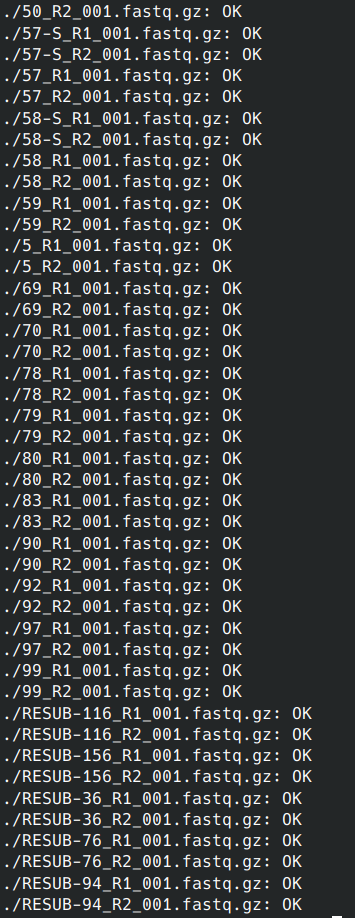 ./50_R2_001.fastq.gz: OK
./57-S_R1_001.fastq.gz: OK
./57-S_R2_001.fastq.gz: OK
./57_R1_001.fastq.gz: OK
./57_R2_001.fastq.gz: OK
./58-S_R1_001.fastq.gz: OK
./58-S_R2_001.fastq.gz: OK
./58_R1_001.fastq.gz: OK
./58_R2_001.fastq.gz: OK
./59_R1_001.fastq.gz: OK
./59_R2_001.fastq.gz: OK
./5_R1_001.fastq.gz: OK
./5_R2_001.fastq.gz: OK
./69_R1_001.fastq.gz: OK
./69_R2_001.fastq.gz: OK
./70_R1_001.fastq.gz: OK
./70_R2_001.fastq.gz: OK
./78_R1_001.fastq.gz: OK
./78_R2_001.fastq.gz: OK
./79_R1_001.fastq.gz: OK
./79_R2_001.fastq.gz: OK
./80_R1_001.fastq.gz: OK
./80_R2_001.fastq.gz: OK
./83_R1_001.fastq.gz: OK
./83_R2_001.fastq.gz: OK
./90_R1_001.fastq.gz: OK
./90_R2_001.fastq.gz: OK
./92_R1_001.fastq.gz: OK
./92_R2_001.fastq.gz: OK
./97_R1_001.fastq.gz: OK
./97_R2_001.fastq.gz: OK
./99_R1_001.fastq.gz: OK
./99_R2_001.fastq.gz: OK
./RESUB-116_R1_001.fastq.gz: OK
./RESUB-116_R2_001.fastq.gz: OK
./RESUB-156_R1_001.fastq.gz: OK
./RESUB-156_R2_001.fastq.gz: OK
./RESUB-36_R1_001.fastq.gz: OK
./RESUB-36_R2_001.fastq.gz: OK
./RESUB-76_R1_001.fastq.gz: OK
./RESUB-76_R2_001.fastq.gz: OK
./RESUB-94_R1_001.fastq.gz: OK
./RESUB-94_R2_001.fastq.gz: OK